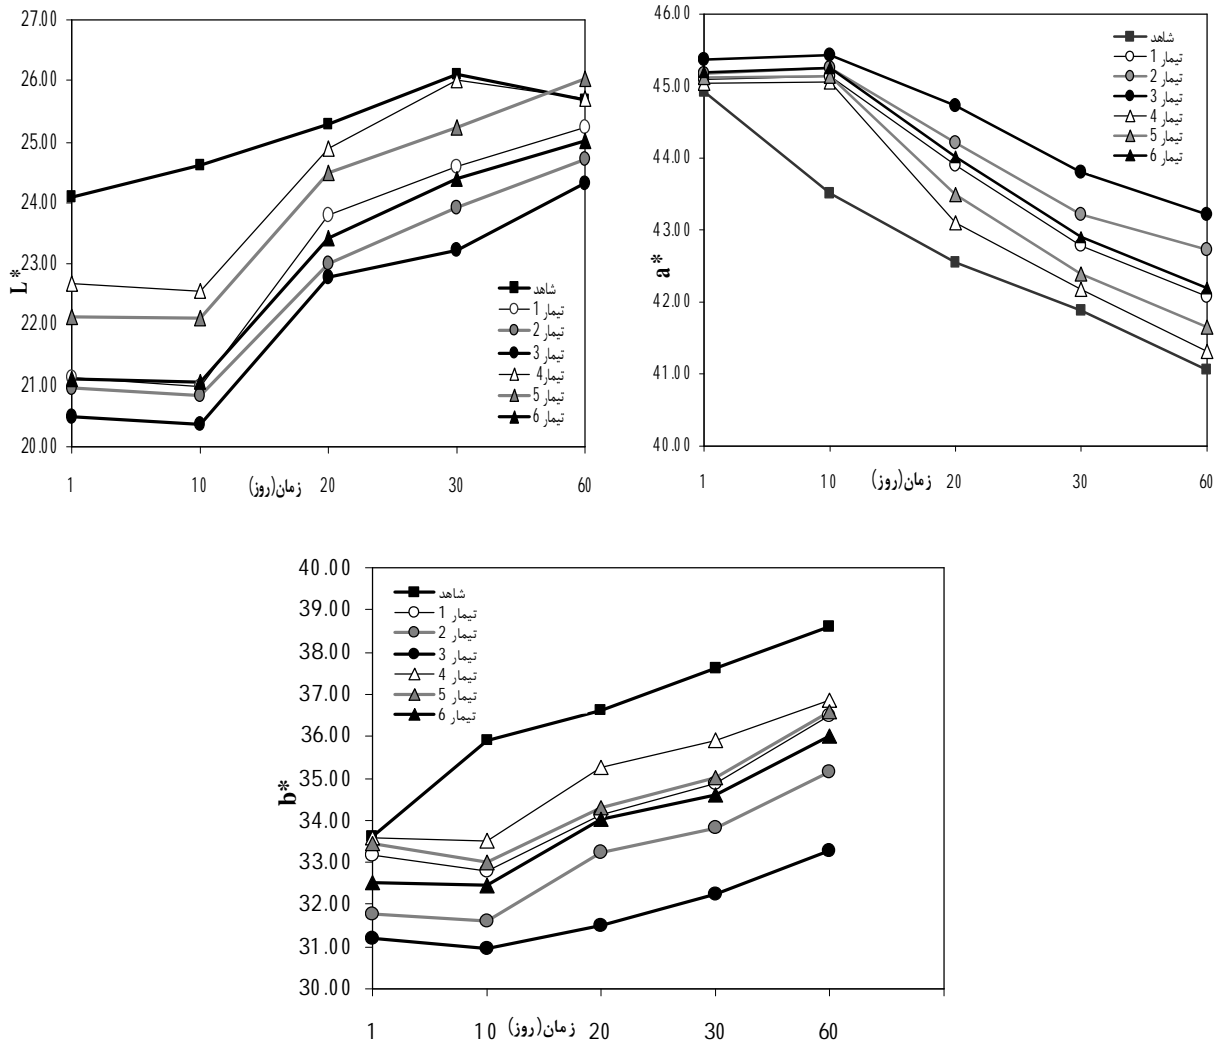 27.00
26.00
25.00
24.00
23.00
22.00
21.00
20.00
L*
شاهد
تیمار 1
تیمار 2
تیمار 3
تیمار 4
تیمار 5
تیمار 6
1
10
20
30
60
زمان(روز)
46.00
45.00
44.00
43.00
42.00
41.00
40.00
a*
شاهد
تیمار 1
تیمار 2
تیمار 3
تیمار 4
تیمار 5
تیمار 6
1
10
20
30
60
زمان(روز)
40.00
39.00
38.00
37.00
36.00
35.00
34.00
33.00
32.00
31.00
30.00
b*
شاهد
تیمار 1
تیمار 2
تیمار 3
تیمار 4
تیمار 5
تیمار 6
1
10
20
30
60
زمان(روز)